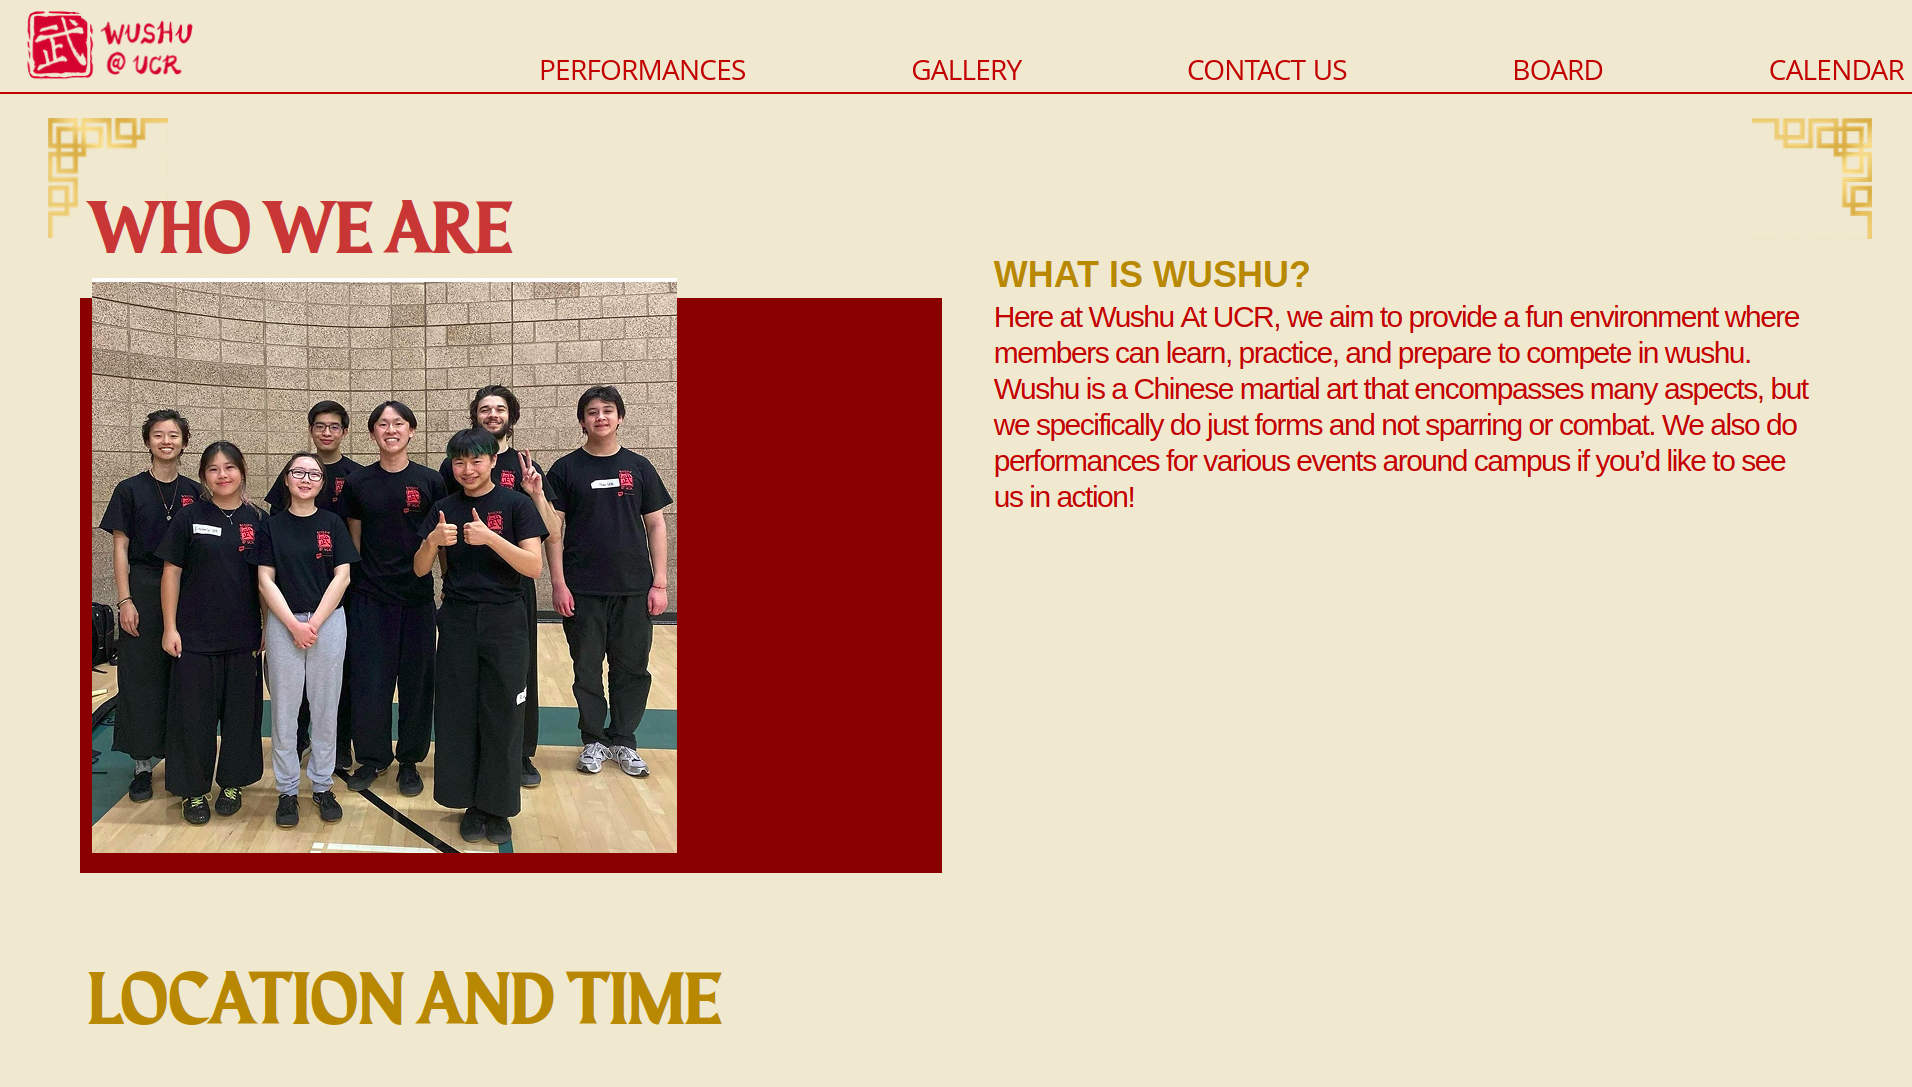 武 WUSHU
@ UCR
PERFORMANCES GALLERY CONTACT US BOARD CALENDAR
WHO WE ARE
WHAT IS WUSHU?
Here at Wushu At UCR, we aim to provide a fun environment where
members can learn, practice, and prepare to compete in wushu.
Wushu is a Chinese martial art that encompasses many aspects, but
we specifically do just forms and not sparring or combat. We also do
performances for various events around campus if you’d like to see
us in action!
LOCATION AND TIME